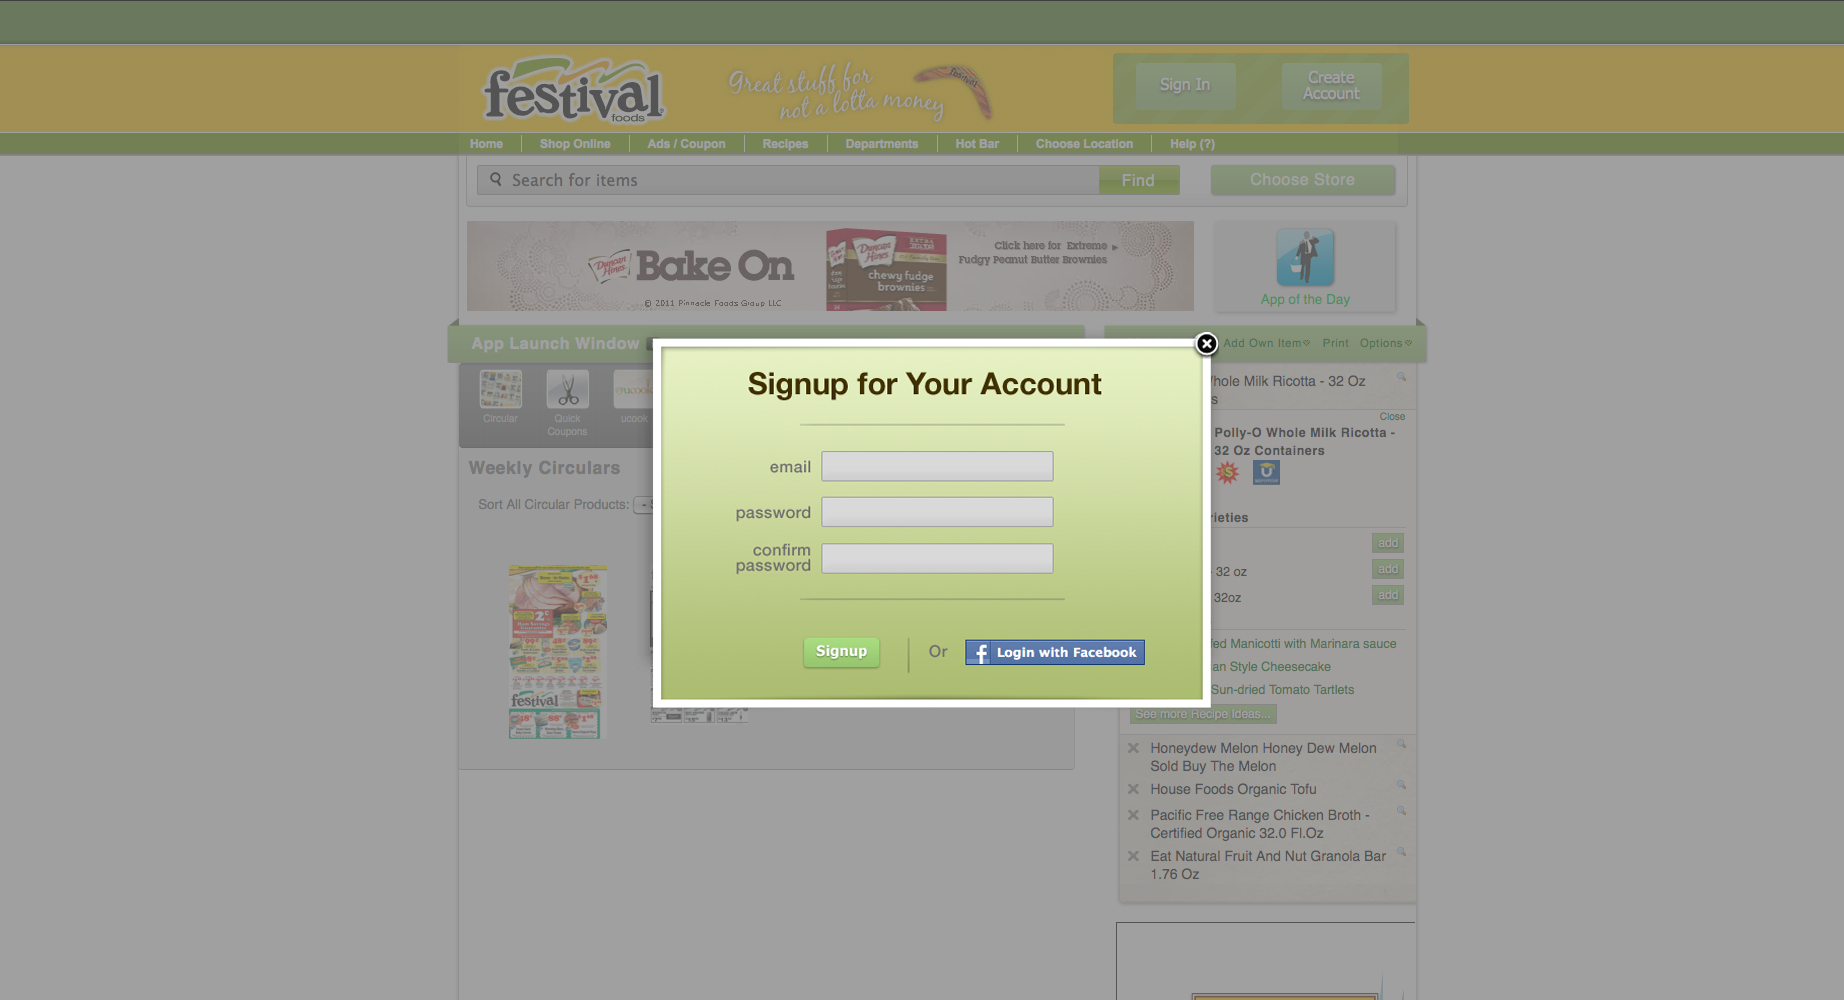 festival
foods
Great stuff for
not a lotta money
festival
Sign In
Create
Account
Home
Shop Online
Ads / Coupon
Recipes
Departments
Hot Bar
Choose Location
Help (?)
Search for items
Find
Choose Store
Duncan Hines
Bake On
© 2011 Pinnacle Foods Group LLC
Duncan Hines
chewy fudge
brownies
Click here for Extreme
Fudgy Peanut Butter Brownies
App of the Day
App Launch Window
Add Own Item
Print
Options
Circular
Quick
Coupons
ucook
ucook
Weekly Circulars
Sort All Circular Products:
Signup for Your Account
email
password
confirm
password
Signup
Or
f
Login with Facebook
hole Milk Ricotta - 32 Oz
s
Close
Polly-O Whole Milk Ricotta -
32 Oz Containers
S
U
rieties
add
- 32 oz
add
32oz
add
fed Manicotti with Marinara sauce
an Style Cheesecake
Sun-dried Tomato Tartlets
See more Recipe Ideas...
Honeydew Melon Honey Dew Melon
Sold Buy The Melon
House Foods Organic Tofu
Pacific Free Range Chicken Broth -
Certified Organic 32.0 Fl.Oz
Eat Natural Fruit And Nut Granola Bar
1.76 Oz
festival